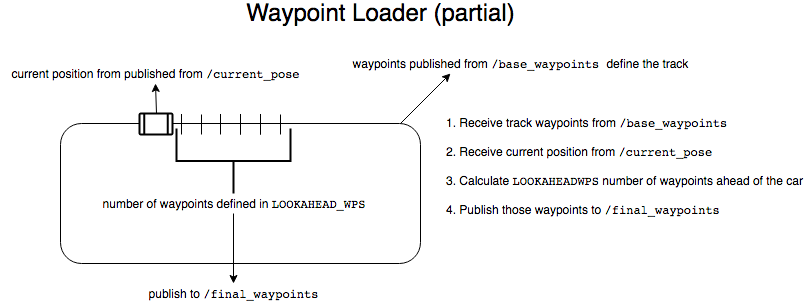 Waypoint Loader (partial)
waypoints published from /base_waypoints define the track
current position from published from /current_pose
1. Receive track waypoints from /base_waypoints
2. Receive current position from /current_pose
3. Calculate LOOKAHEADWPS number of waypoints ahead of the car
4. Publish those waypoints to /final_waypoints
number of waypoints defined in LOOKAHEAD_WPS
publish to /final_waypoints